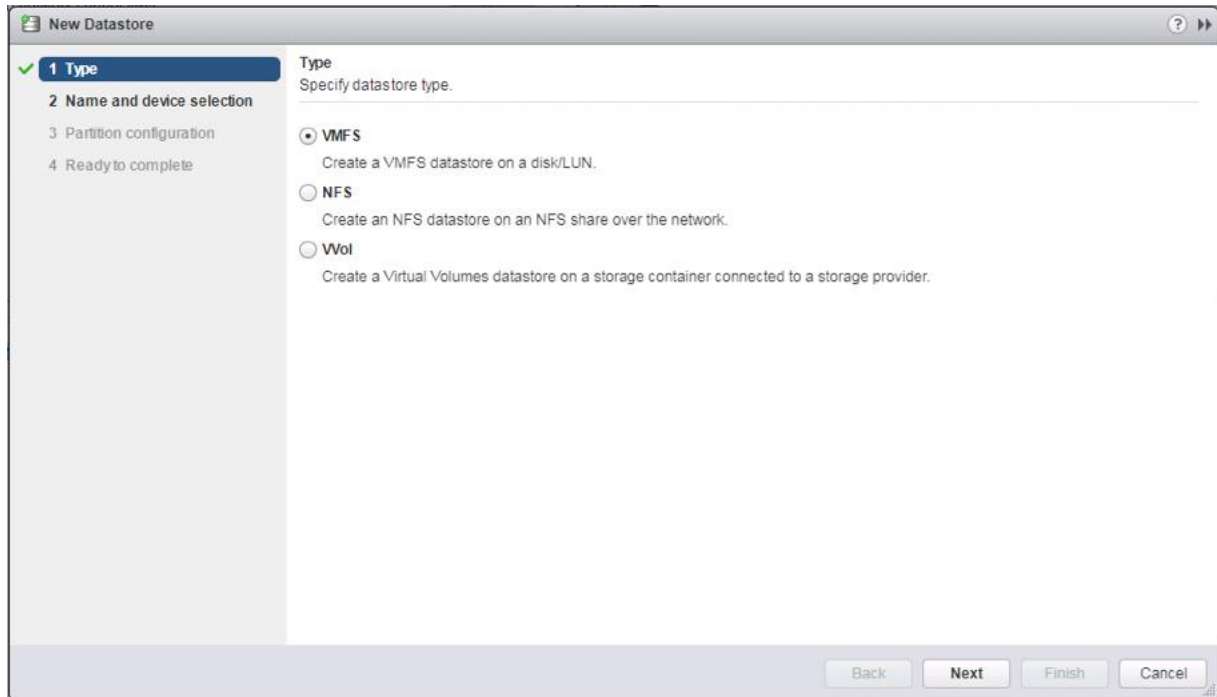 New Datastore
?
1 Type
2 Name and device selection
3 Partition configuration
4 Ready to complete
Type
Specify datastore type.
VMFS
Create a VMFS datastore on a disk/LUN.
NFS
Create an NFS datastore on an NFS share over the network.
VVol
Create a Virtual Volumes datastore on a storage container connected to a storage provider.
Back
Next
Finish
Cancel